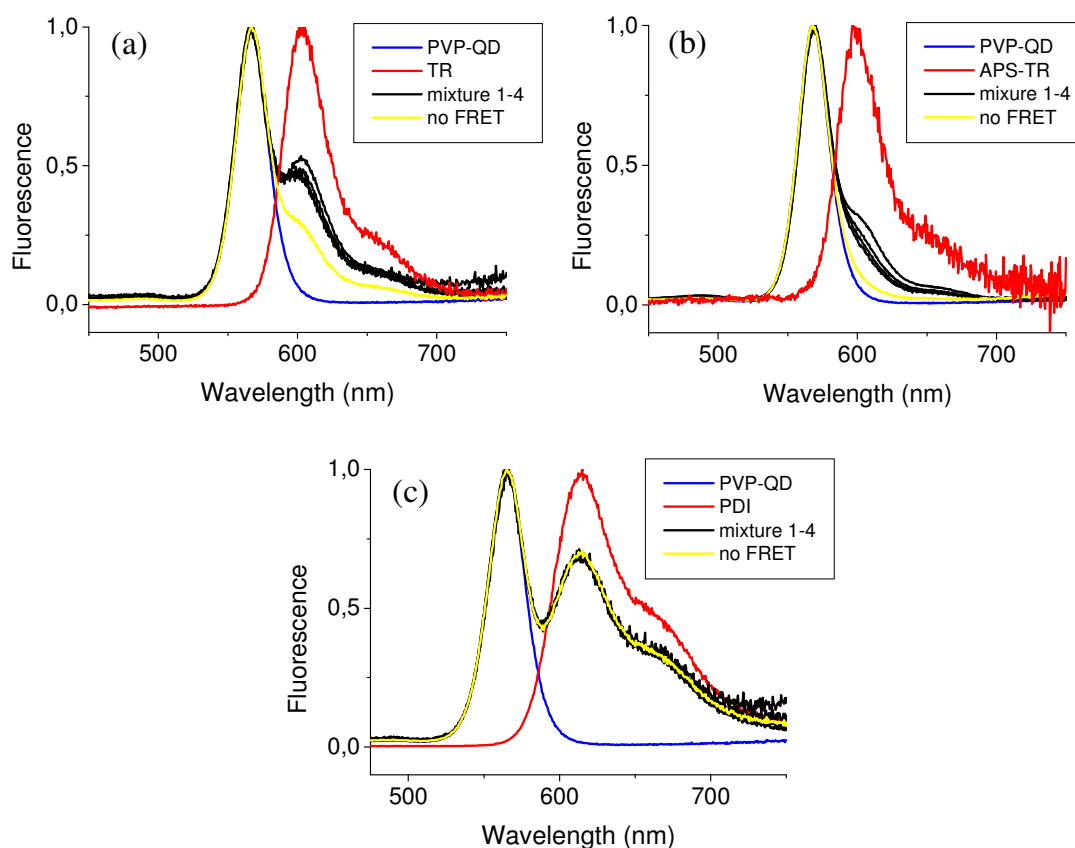 (a)
PVP-QD
TR
mixture 1-4
no FRET
1,0
0,5
0,0
Fluorescence
500
600
700
Wavelength (nm)
(b)
PVP-QD
APS-TR
mixure 1-4
no FRET
1,0
0,5
0,0
Fluorescence
500
600
700
Wavelength (nm)
(c)
PVP-QD
PDI
mixture 1-4
no FRET
1,0
0,5
0,0
Fluorescence
500
600
700
Wavelength (nm)